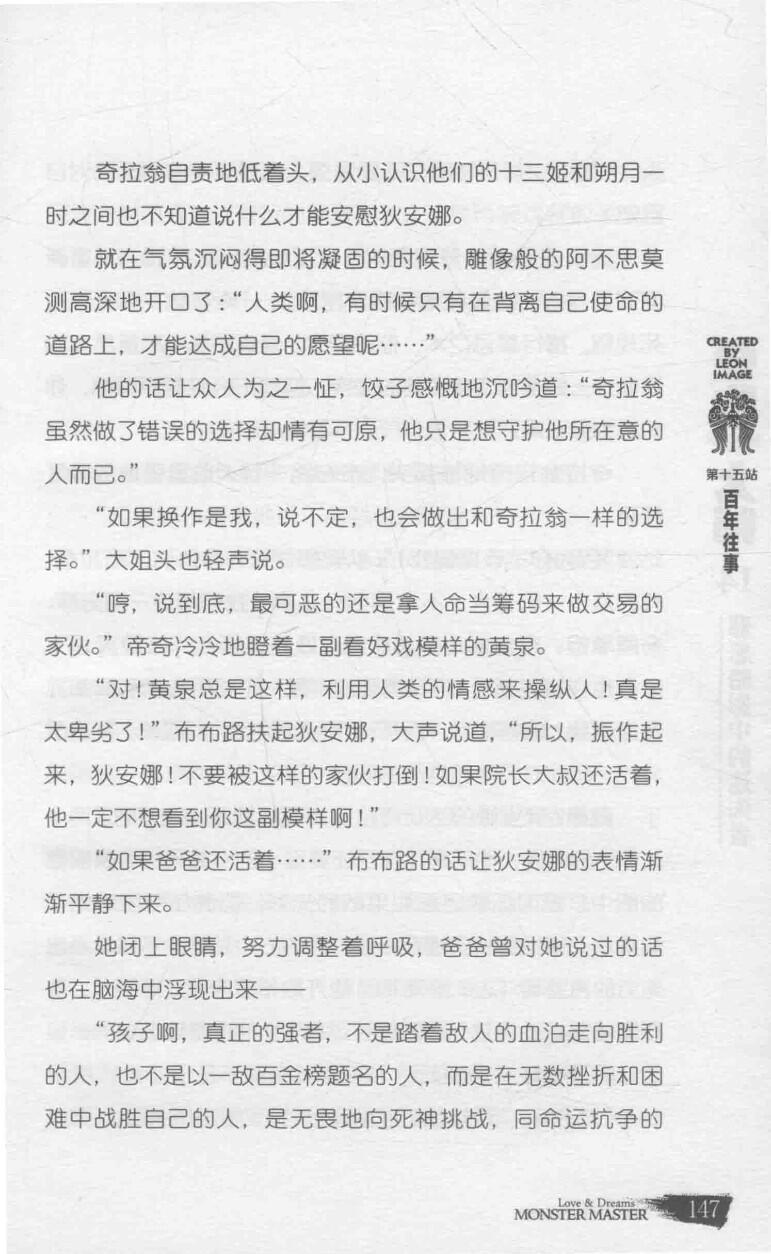 奇拉翁自责地低着头，从小认识他们的十三姬和朔月一
时之间也不知道说什么才能安慰狄安娜。
就在气氛沉闷得即将凝固的时候，雕像般的阿不思莫
测高深地开口了：“人类啊，有时候只有在背离自己使命的
道路上，才能达成自己的愿望呢……”
他的话让众人为之一怔，饺子感慨地沉吟道：“奇拉翁
虽然做了错误的选择却情有可原，他只是想守护他所在意的
人而已。”
“如果换作是我，说不定，也会做出和奇拉翁一样的选
择。”大姐头也轻声说。
“哼，说到底，最可恶的还是拿人命当筹码来做交易的
家伙。”帝奇冷冷地瞪着一副看好戏模样的黄泉。
“对！黄泉总是这样，利用人类的情感来操纵人！真是
太卑劣了！”布布路扶起狄安娜，大声说道，“所以，振作起
来，狄安娜！不要被这样的家伙打倒！如果院长大叔还活着，
他一定不想看到你这副模样啊！”
“如果爸爸还活着……”布布路的话让狄安娜的表情渐
渐平静下来。
她闭上眼睛，努力调整着呼吸，爸爸曾对她说过的话
也在脑海中浮现出来——
“孩子啊，真正的强者，不是踏着敌人的血泊走向胜利
的人，也不是以一敌百金榜题名的人，而是在无数挫折和困
难中战胜自己的人，是无畏地向死神挑战，同命运抗争的
CREATED
BY
LEON
IMAGE
第十五站
百年往事
Love & Dreams
MONSTER MASTER
147